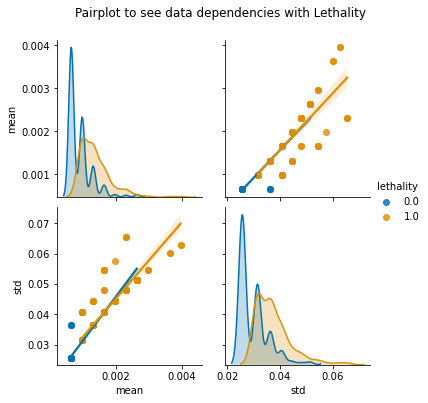 Pairplot to see data dependencies with Lethality
0.004
0.003
0.002
0.001
mean
lethality
0.0
1.0
0.07
0.06
0.05
0.04
0.03
std
0.002
0.004
0.02
0.04
0.06
mean
std